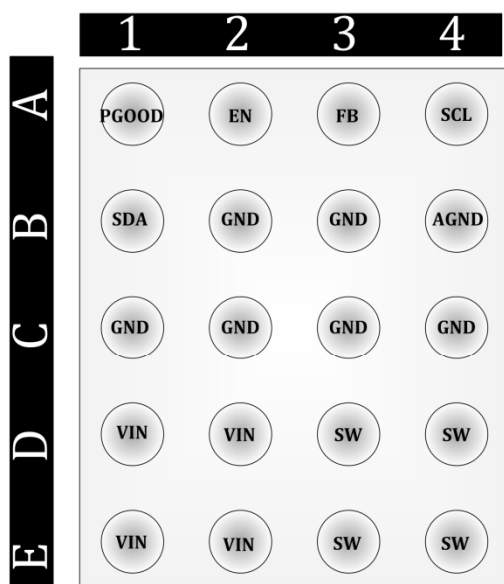 1 2 3 4
A PGOOD EN FB SCL
B SDA GND GND AGND
C GND GND GND GND
D VIN VIN SW SW
E VIN VIN SW SW